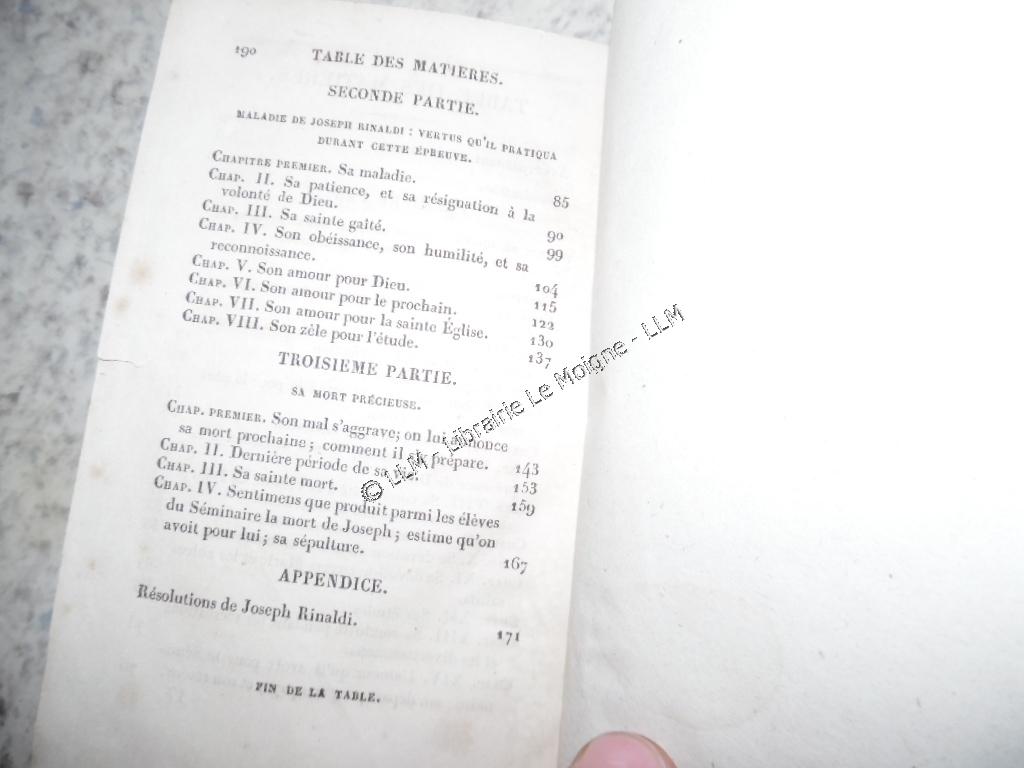 190 TABLE DES MATIERES.
SECONDE PARTIE.
MALADIE DE JOSEPH RINALDI : VERTUS QU'IL PRATIQUA
DURANT CETTE ÉPREUVE.
CHAPITRE PREMIER. Sa maladie. 85
CHAP. II. Sa patience, et sa résignation à la
volonté de Dieu. 90
CHAP. III. Sa sainte gaîté. 99
CHAP. IV. Son obéissance, son humilité, et sa
reconnoissance. 104
CHAP. V. Son amour pour Dieu. 115
CHAP. VI. Son amour pour le prochain. 122
CHAP. VII. Son amour pour la sainte Église. 130
CHAP. VIII. Son zèle pour l'étude. 137
TROISIEME PARTIE.
SA MORT PRÉCIEUSE.
CHAP. PREMIER. Son mal s'aggrave; on lui annonce
sa mort prochaine; comment il s'y prépare. 143
CHAP. II. Dernière période de sa vie. 153
CHAP. III. Sa sainte mort. 159
CHAP. IV. Sentimens que produit parmi les élèves
du Séminaire la mort de Joseph; estime qu'on
avoit pour lui; sa sépulture. 167
APPENDICE.
Résolutions de Joseph Rinaldi. 171
FIN DE LA TABLE.
© LLM - Librairie Le Moigne - LLM